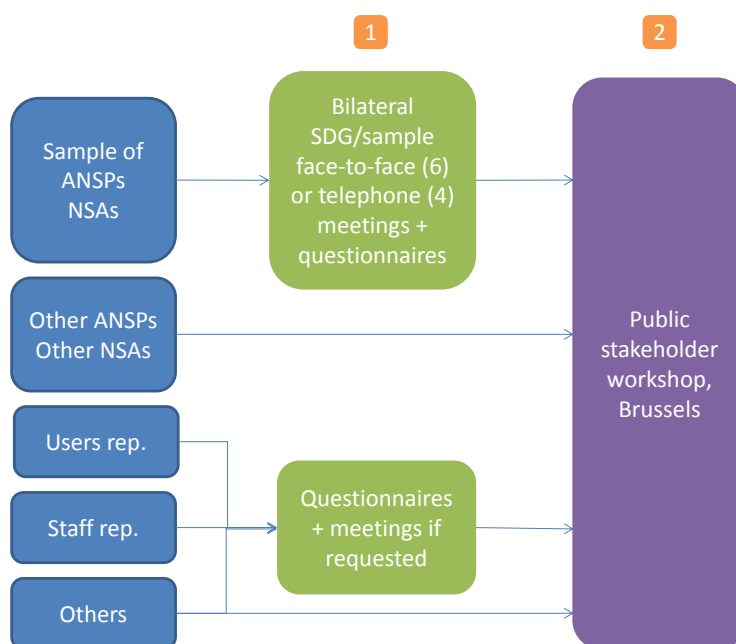 1
2
Sample of
ANSPs
NSAs
Bilateral
SDG/sample
face-to-face (6)
or telephone (4)
meetings +
questionnaires
Other ANSPs
Other NSAs
Public
stakeholder
workshop,
Brussels
Users rep.
Staff rep.
Others
Questionnaires
+ meetings if
requested